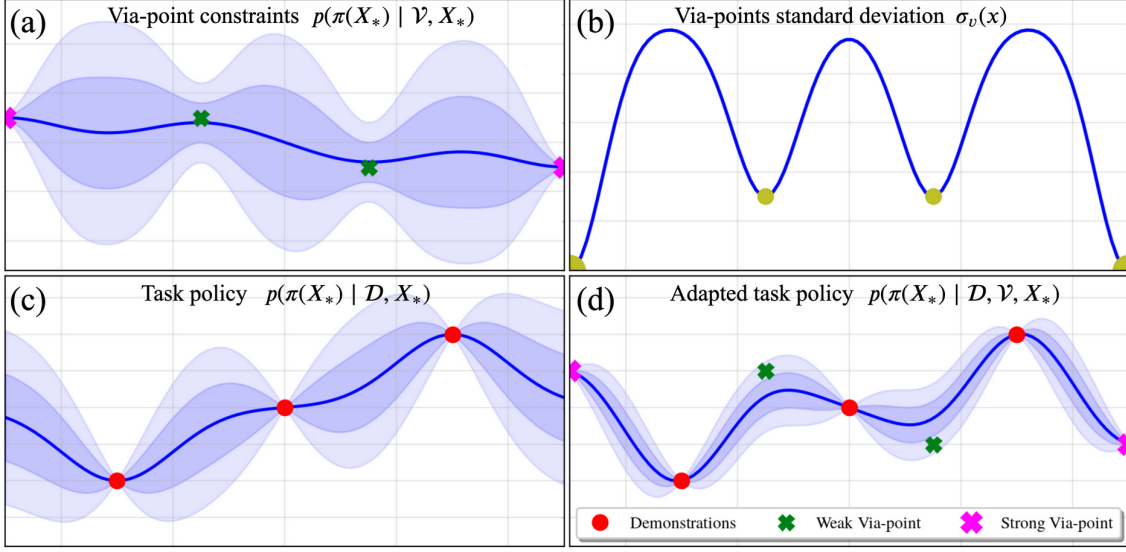 (a) Via-point constraints p(π(X∗) | 𝒱, X∗)
(b) Via-points standard deviation σᵥ(x)
(c) Task policy p(π(X∗) | 𝒟, X∗)
(d) Adapted task policy p(π(X∗) | 𝒟, 𝒱, X∗)
Demonstrations Weak Via-point Strong Via-point